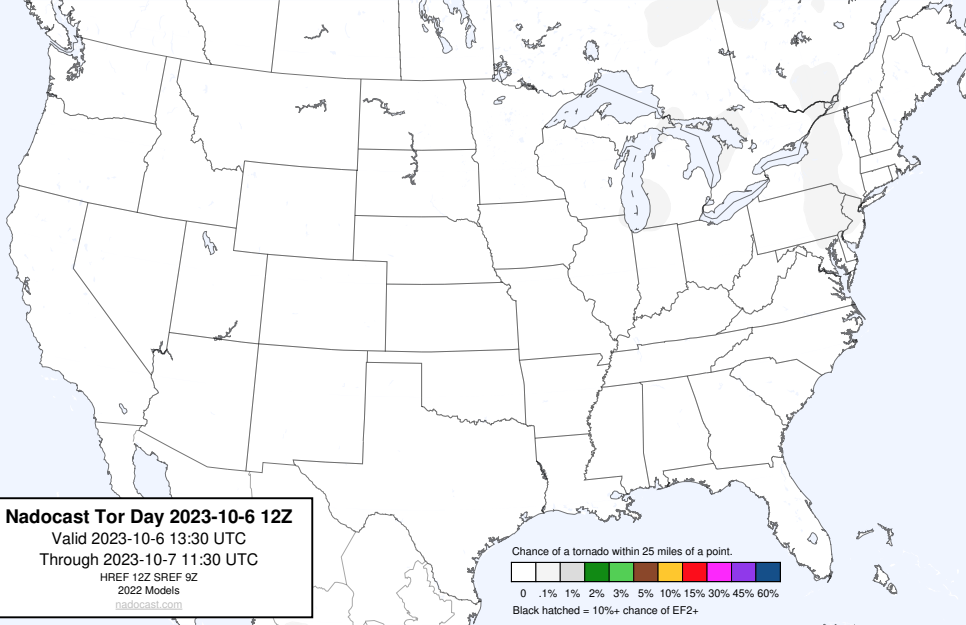 Nadocast Tor Day 2023-10-6 12Z
Valid 2023-10-6 13:30 UTC
Through 2023-10-7 11:30 UTC
HREF 12Z SREF 9Z
2022 Models
nadocast.com
Chance of a tornado within 25 miles of a point.
0 .1% 1% 2% 3% 5% 10% 15% 30% 45% 60%
Black hatched = 10%+ chance of EF2+